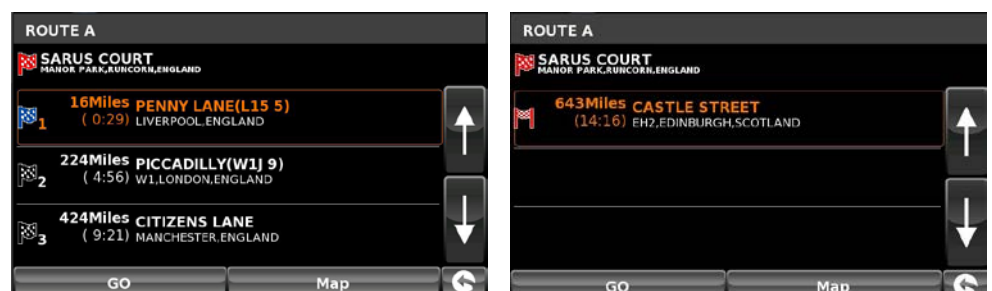 ROUTE A
SARUS COURT
MANOR PARK,RUNCORN,ENGLAND
1
16Miles PENNY LANE(L15 5)
( 0:29) LIVERPOOL,ENGLAND
2
224Miles PICCADILLY(W1J 9)
( 4:56) W1,LONDON,ENGLAND
3
424Miles CITIZENS LANE
( 9:21) MANCHESTER,ENGLAND
GO Map
ROUTE A
SARUS COURT
MANOR PARK,RUNCORN,ENGLAND
643Miles CASTLE STREET
(14:16) EH2,EDINBURGH,SCOTLAND
GO Map